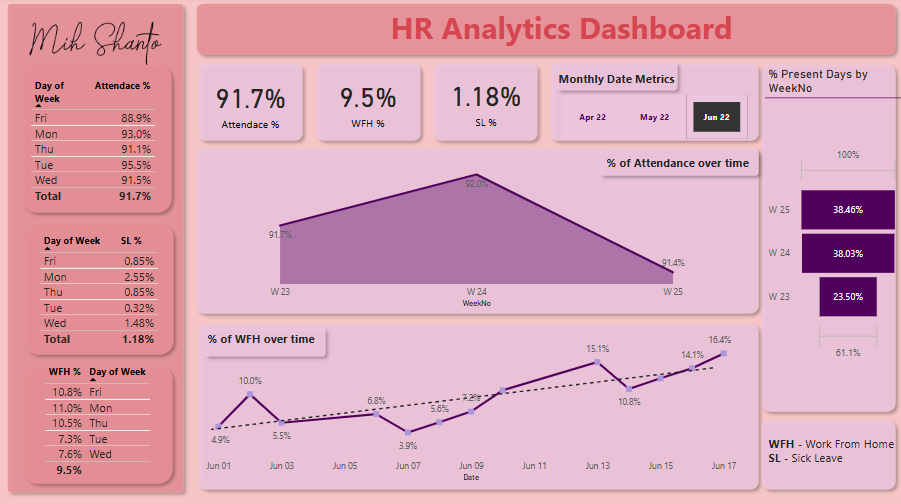 Mih Shanto
HR Analytics Dashboard
Day of Week Attendace %
Fri 88.9%
Mon 93.0%
Thu 91.1%
Tue 95.5%
Wed 91.5%
Total 91.7%
Day of Week SL %
Fri 0.85%
Mon 2.55%
Thu 0.85%
Tue 0.32%
Wed 1.48%
Total 1.18%
WFH % Day of Week
10.8% Fri
11.0% Mon
10.5% Thu
7.3% Tue
7.6% Wed
9.5%
91.7%
Attendace %
9.5%
WFH %
1.18%
SL %
Monthly Date Metrics
Apr 22 May 22 Jun 22
% of Attendance over time
92.0%
91.7%
91.4%
W 23 W 24 W 25
WeekNo
% of WFH over time
4.9% 10.0% 5.5% 6.8% 3.9% 5.6% 7.2% 15.1% 10.8% 14.1% 16.4%
Jun 01 Jun 03 Jun 05 Jun 07 Jun 09 Jun 11 Jun 13 Jun 15 Jun 17
Date
% Present Days by
WeekNo
100%
W 25 38.46%
W 24 38.03%
W 23 23.50%
61.1%
WFH - Work From Home
SL - Sick Leave